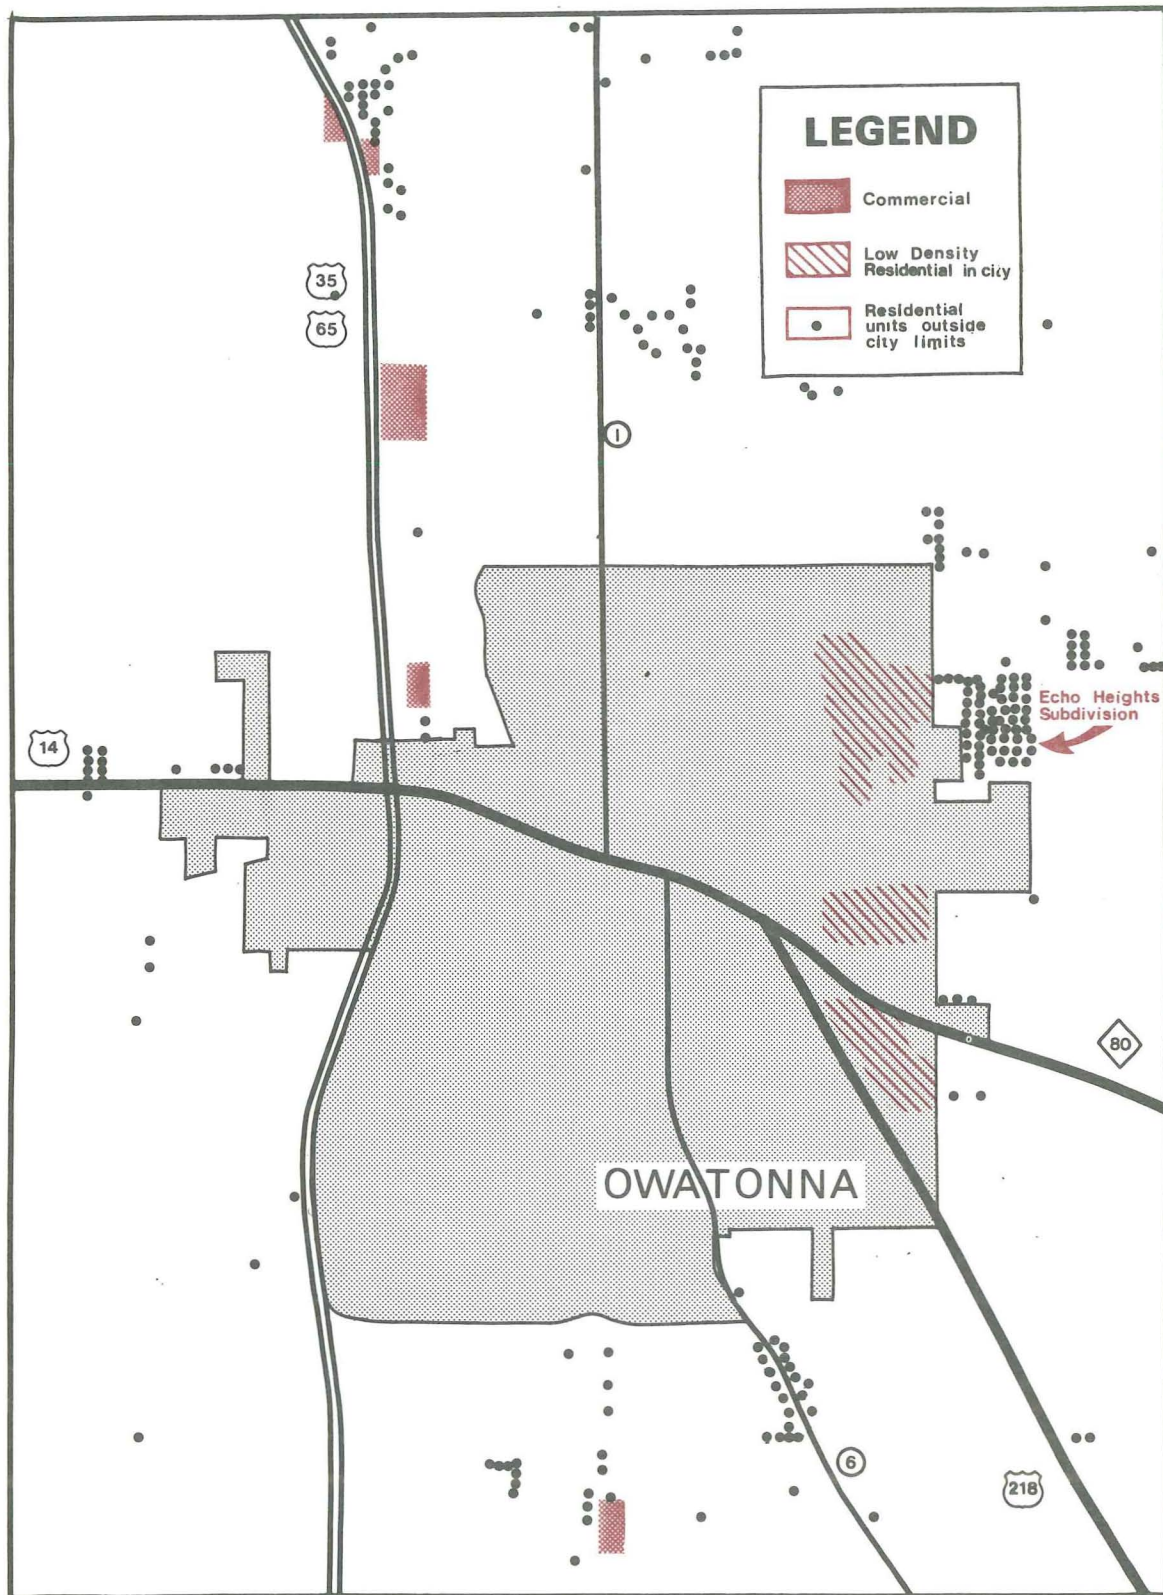 LEGEND
Commercial
Low Density
Residential in city
Residential
units outside
city limits
35
65
1
Echo Heights
Subdivision
14
80
OWATONNA
6
218